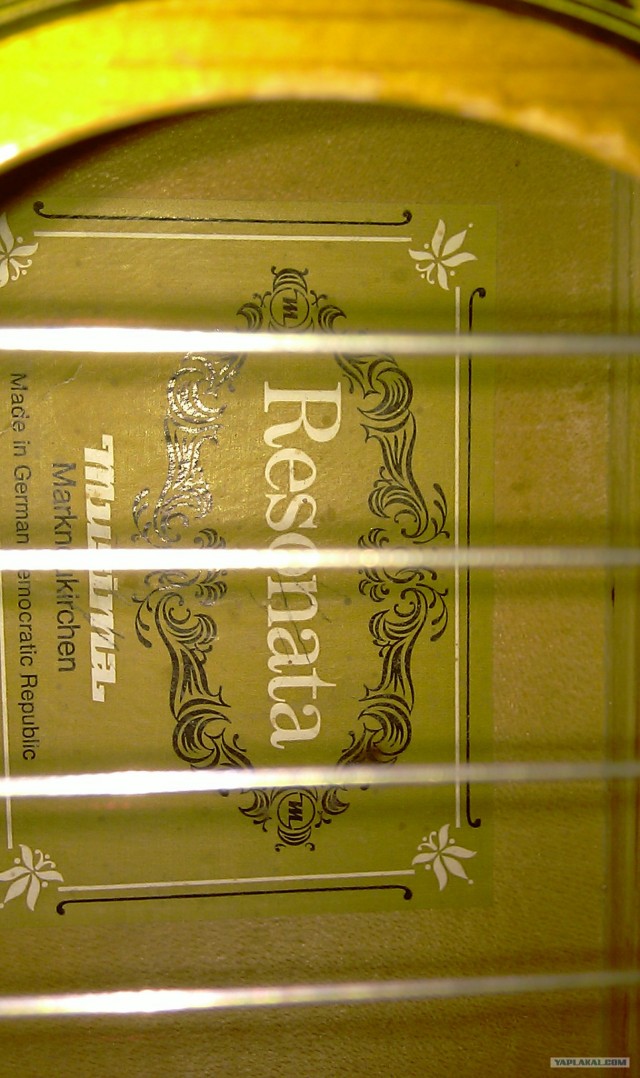 m
Resonata
m
musima
Markneukirchen
Made in German Democratic Republic
YAPLAKAL.COM